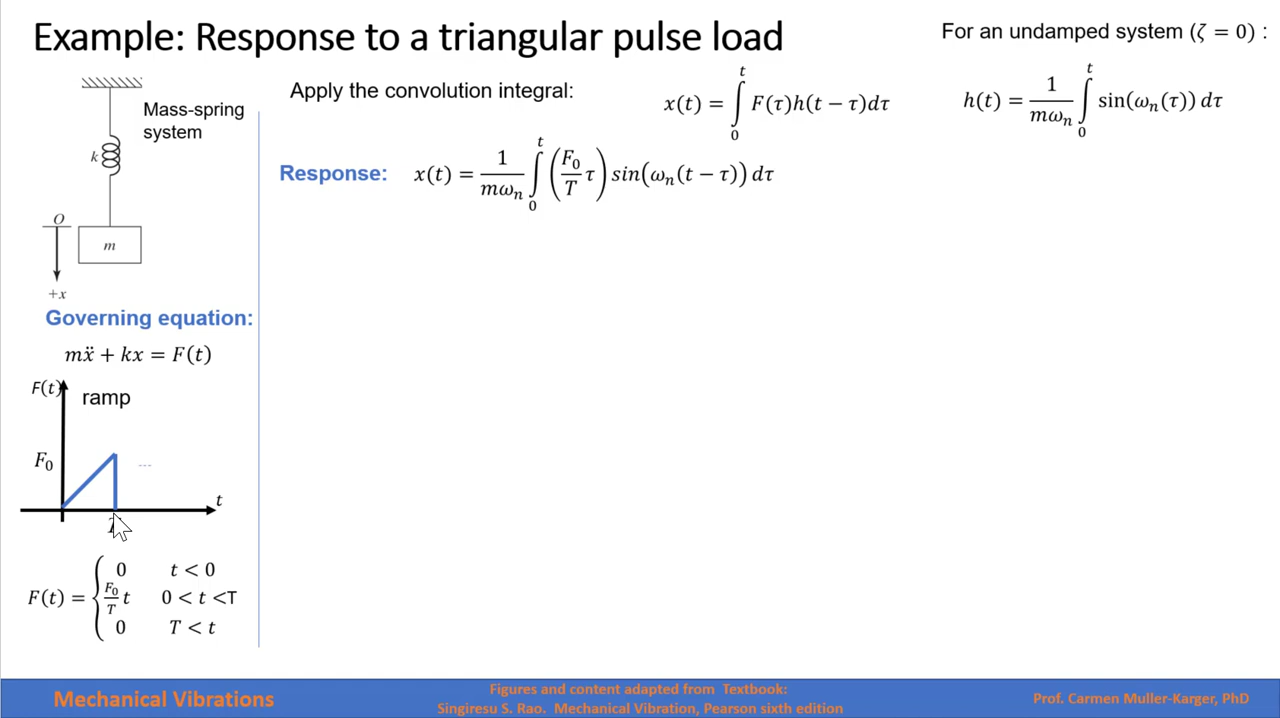 Example: Response to a triangular pulse load
For an undamped system (ζ = 0) :
Mass-spring
system
k
O
m
+x
Apply the convolution integral:
x(t) = ∫₀ᵗ F(τ)h(t − τ)dτ
h(t) = 1/(mωₙ) ∫₀ᵗ sin(ωₙ(τ)) dτ
Response: x(t) = 1/(mωₙ) ∫₀ᵗ (F₀/T τ) sin(ωₙ(t − τ)) dτ
Governing equation:
mẍ + kx = F(t)
F(t)
ramp
F₀
---
t
F(t) = { 0 t < 0
F₀/T t 0 < t <T
0 T < t
Mechanical Vibrations
Figures and content adapted from Textbook:
Singiresu S. Rao. Mechanical Vibration, Pearson sixth edition
Prof. Carmen Muller-Karger, PhD